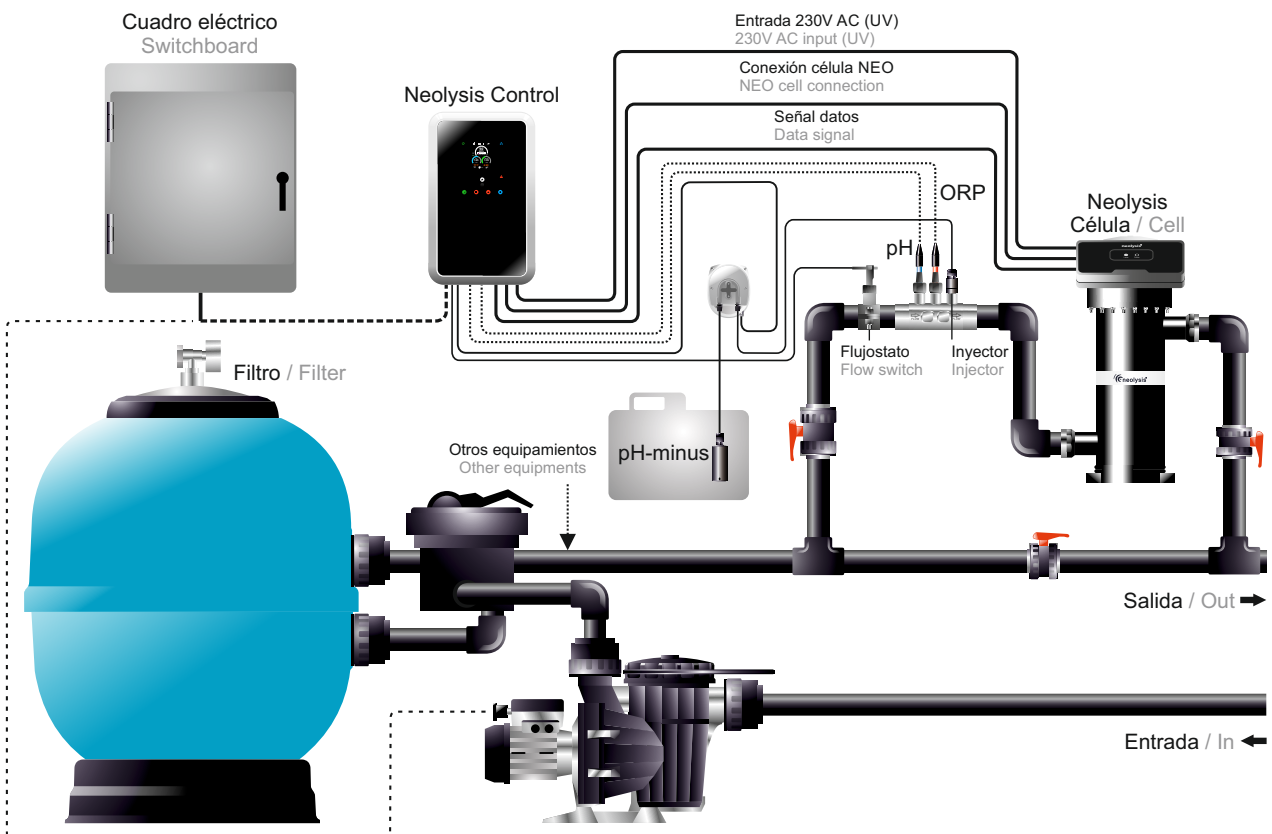 Cuadro eléctrico
Switchboard
Neolysis Control
Entrada 230V AC (UV)
230V AC input (UV)
Conexión célula NEO
NEO cell connection
Señal datos
Data signal
ORP
pH
Neolysis
Célula / Cell
neolysis
Flujostato
Flow switch
Inyector
Injector
neolysis
Filtro / Filter
Otros equipamientos
Other equipments
pH-minus
Salida / Out
Entrada / In